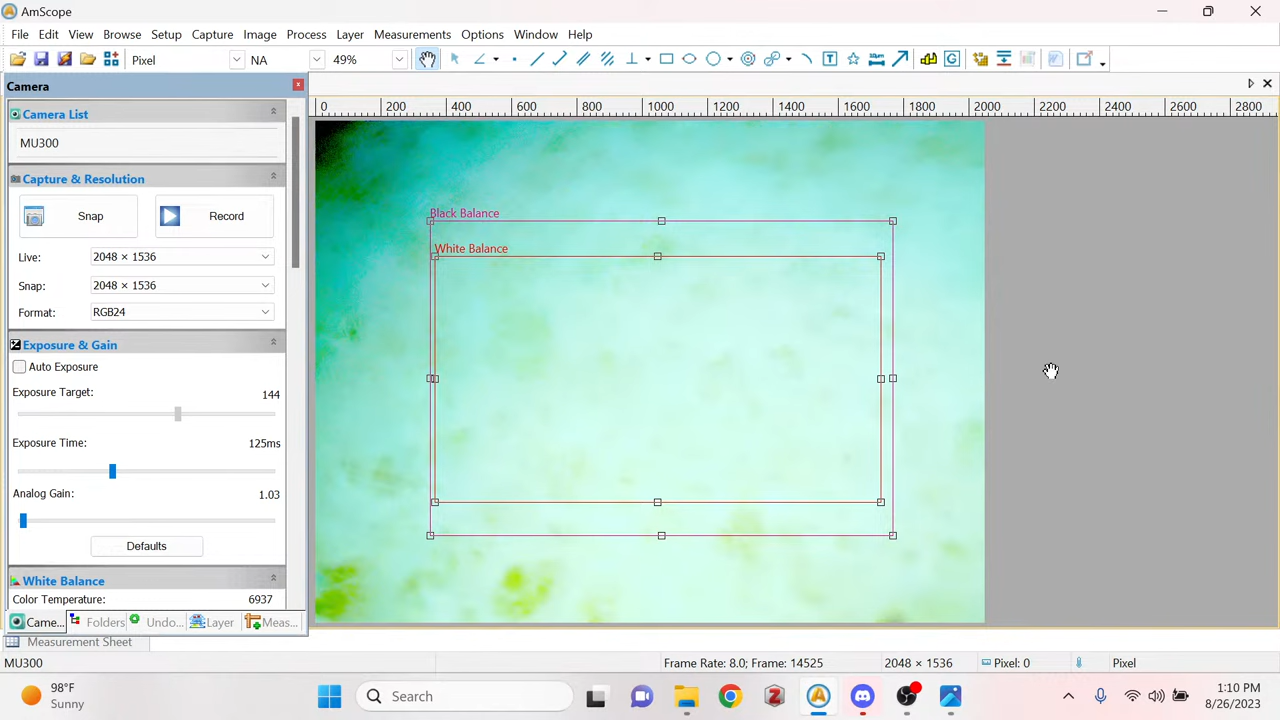 AmScope
File Edit View Browse Setup Capture Image Process Layer Measurements Options Window Help
Pixel NA 49%
Camera
0 200 400 600 800 1000 1200 1400 1600 1800 2000 2200 2400 2600 2800
Camera List
MU300
Capture & Resolution
Snap Record
Live: 2048 × 1536
Snap: 2048 × 1536
Format: RGB24
Exposure & Gain
Auto Exposure
Exposure Target: 144
Exposure Time: 125ms
Analog Gain: 1.03
Defaults
White Balance
Color Temperature: 6937
Black Balance
White Balance
Came... Folders Undo... Layer Meas...
Measurement Sheet
MU300 Frame Rate: 8.0; Frame: 14525 2048 × 1536 Pixel: 0 Pixel
98°F
Sunny
Search
1:10 PM
8/26/2023